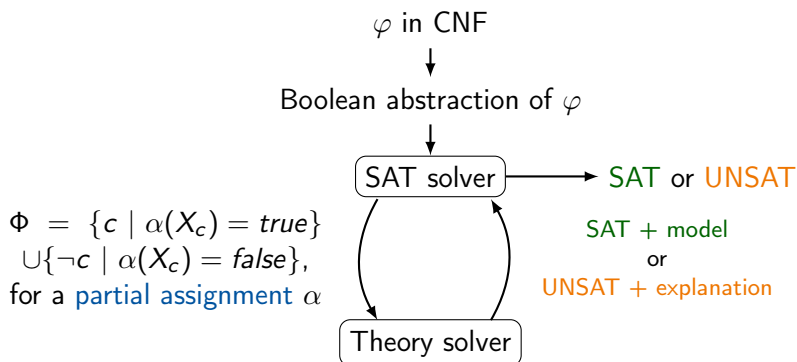 φ in CNF
Boolean abstraction of φ
SAT solver
SAT or UNSAT
Φ = {c | α(X_c) = true}
∪{¬c | α(X_c) = false},
for a partial assignment α
SAT + model
or
UNSAT + explanation
Theory solver